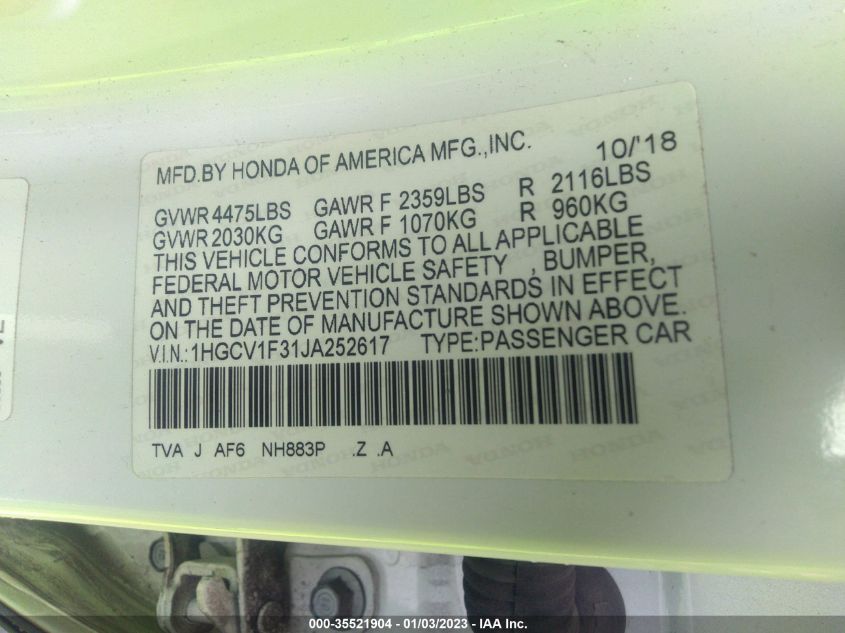 MFD.BY HONDA OF AMERICA MFG.,INC. 10/'18
GVWR 4475LBS GAWR F 2359LBS R 2116LBS
GVWR 2030KG GAWR F 1070KG R 960KG
THIS VEHICLE CONFORMS TO ALL APPLICABLE
FEDERAL MOTOR VEHICLE SAFETY , BUMPER,
AND THEFT PREVENTION STANDARDS IN EFFECT
ON THE DATE OF MANUFACTURE SHOWN ABOVE.
V.I.N.:1HGCV1F31JA252617 TYPE:PASSENGER CAR
TVA J AF6 NH883P .Z .A
000-35521904 - 01/03/2023 - IAA Inc.